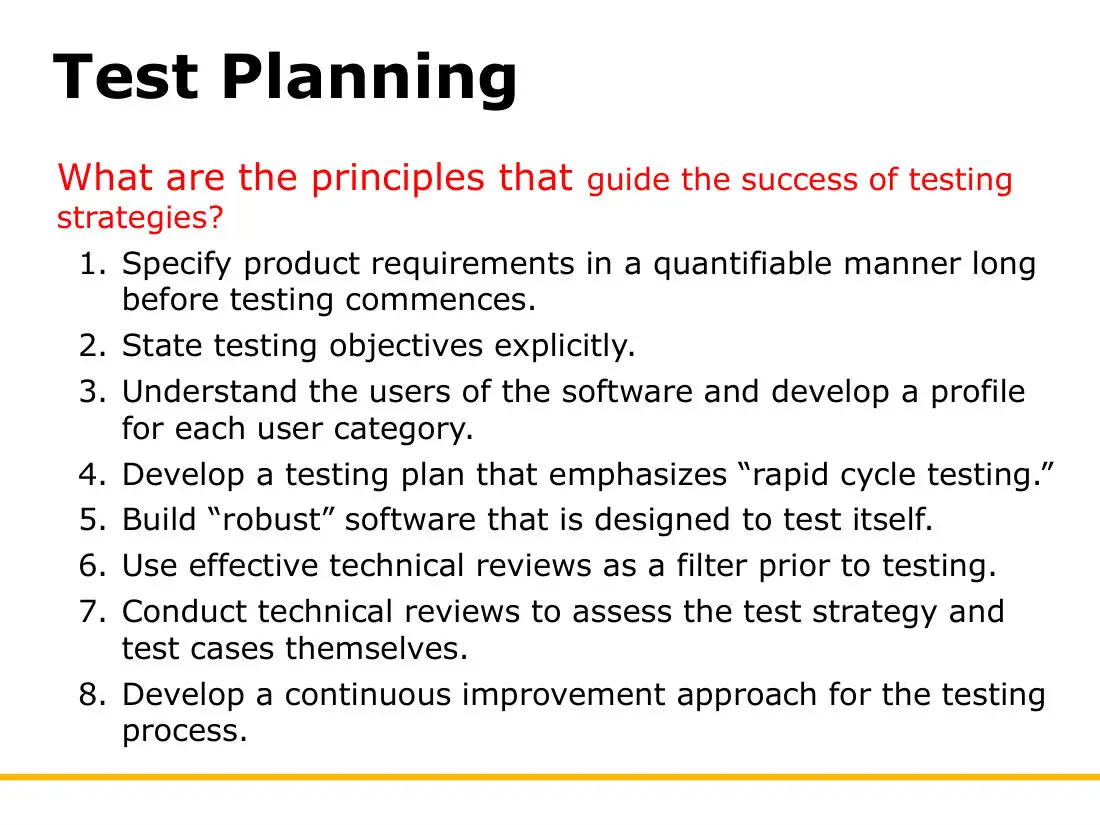 Test Planning
What are the principles that guide the success of testing
strategies?
1. Specify product requirements in a quantifiable manner long
before testing commences.
2. State testing objectives explicitly.
3. Understand the users of the software and develop a profile
for each user category.
4. Develop a testing plan that emphasizes “rapid cycle testing.”
5. Build “robust” software that is designed to test itself.
6. Use effective technical reviews as a filter prior to testing.
7. Conduct technical reviews to assess the test strategy and
test cases themselves.
8. Develop a continuous improvement approach for the testing
process.